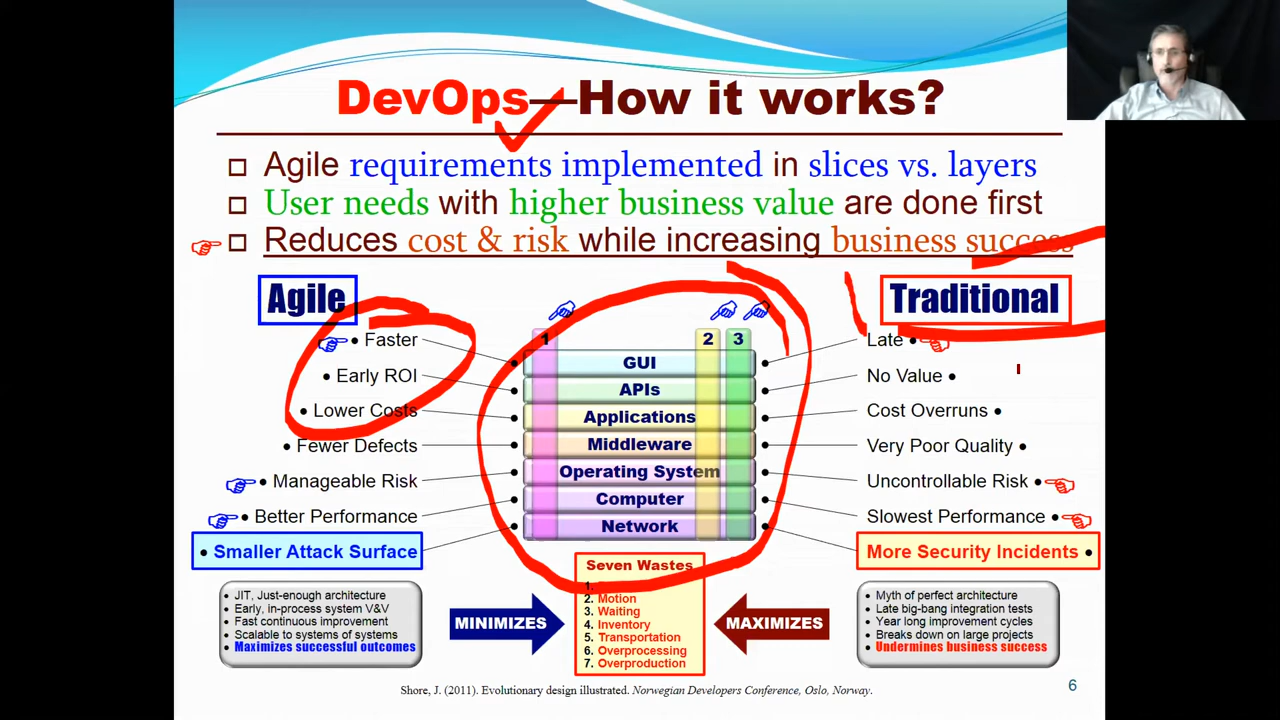 DevOps—How it works?
Agile requirements implemented in slices vs. layers
User needs with higher business value are done first
Reduces cost & risk while increasing business success
Agile
• Faster
• Early ROI
• Lower Costs
• Fewer Defects
• Manageable Risk
• Better Performance
• Smaller Attack Surface
1
2
3
GUI
APIs
Applications
Middleware
Operating System
Computer
Network
Traditional
Late •
No Value •
Cost Overruns •
Very Poor Quality •
Uncontrollable Risk •
Slowest Performance •
More Security Incidents •
• JIT, Just-enough architecture
• Early, in-process system V&V
• Fast continuous improvement
• Scalable to systems of systems
• Maximizes successful outcomes
MINIMIZES
Seven Wastes
1.
2. Motion
3. Waiting
4. Inventory
5. Transportation
6. Overprocessing
7. Overproduction
MAXIMIZES
• Myth of perfect architecture
• Late big-bang integration tests
• Year long improvement cycles
• Breaks down on large projects
• Undermines business success
Shore, J. (2011). Evolutionary design illustrated. Norwegian Developers Conference, Oslo, Norway.
6